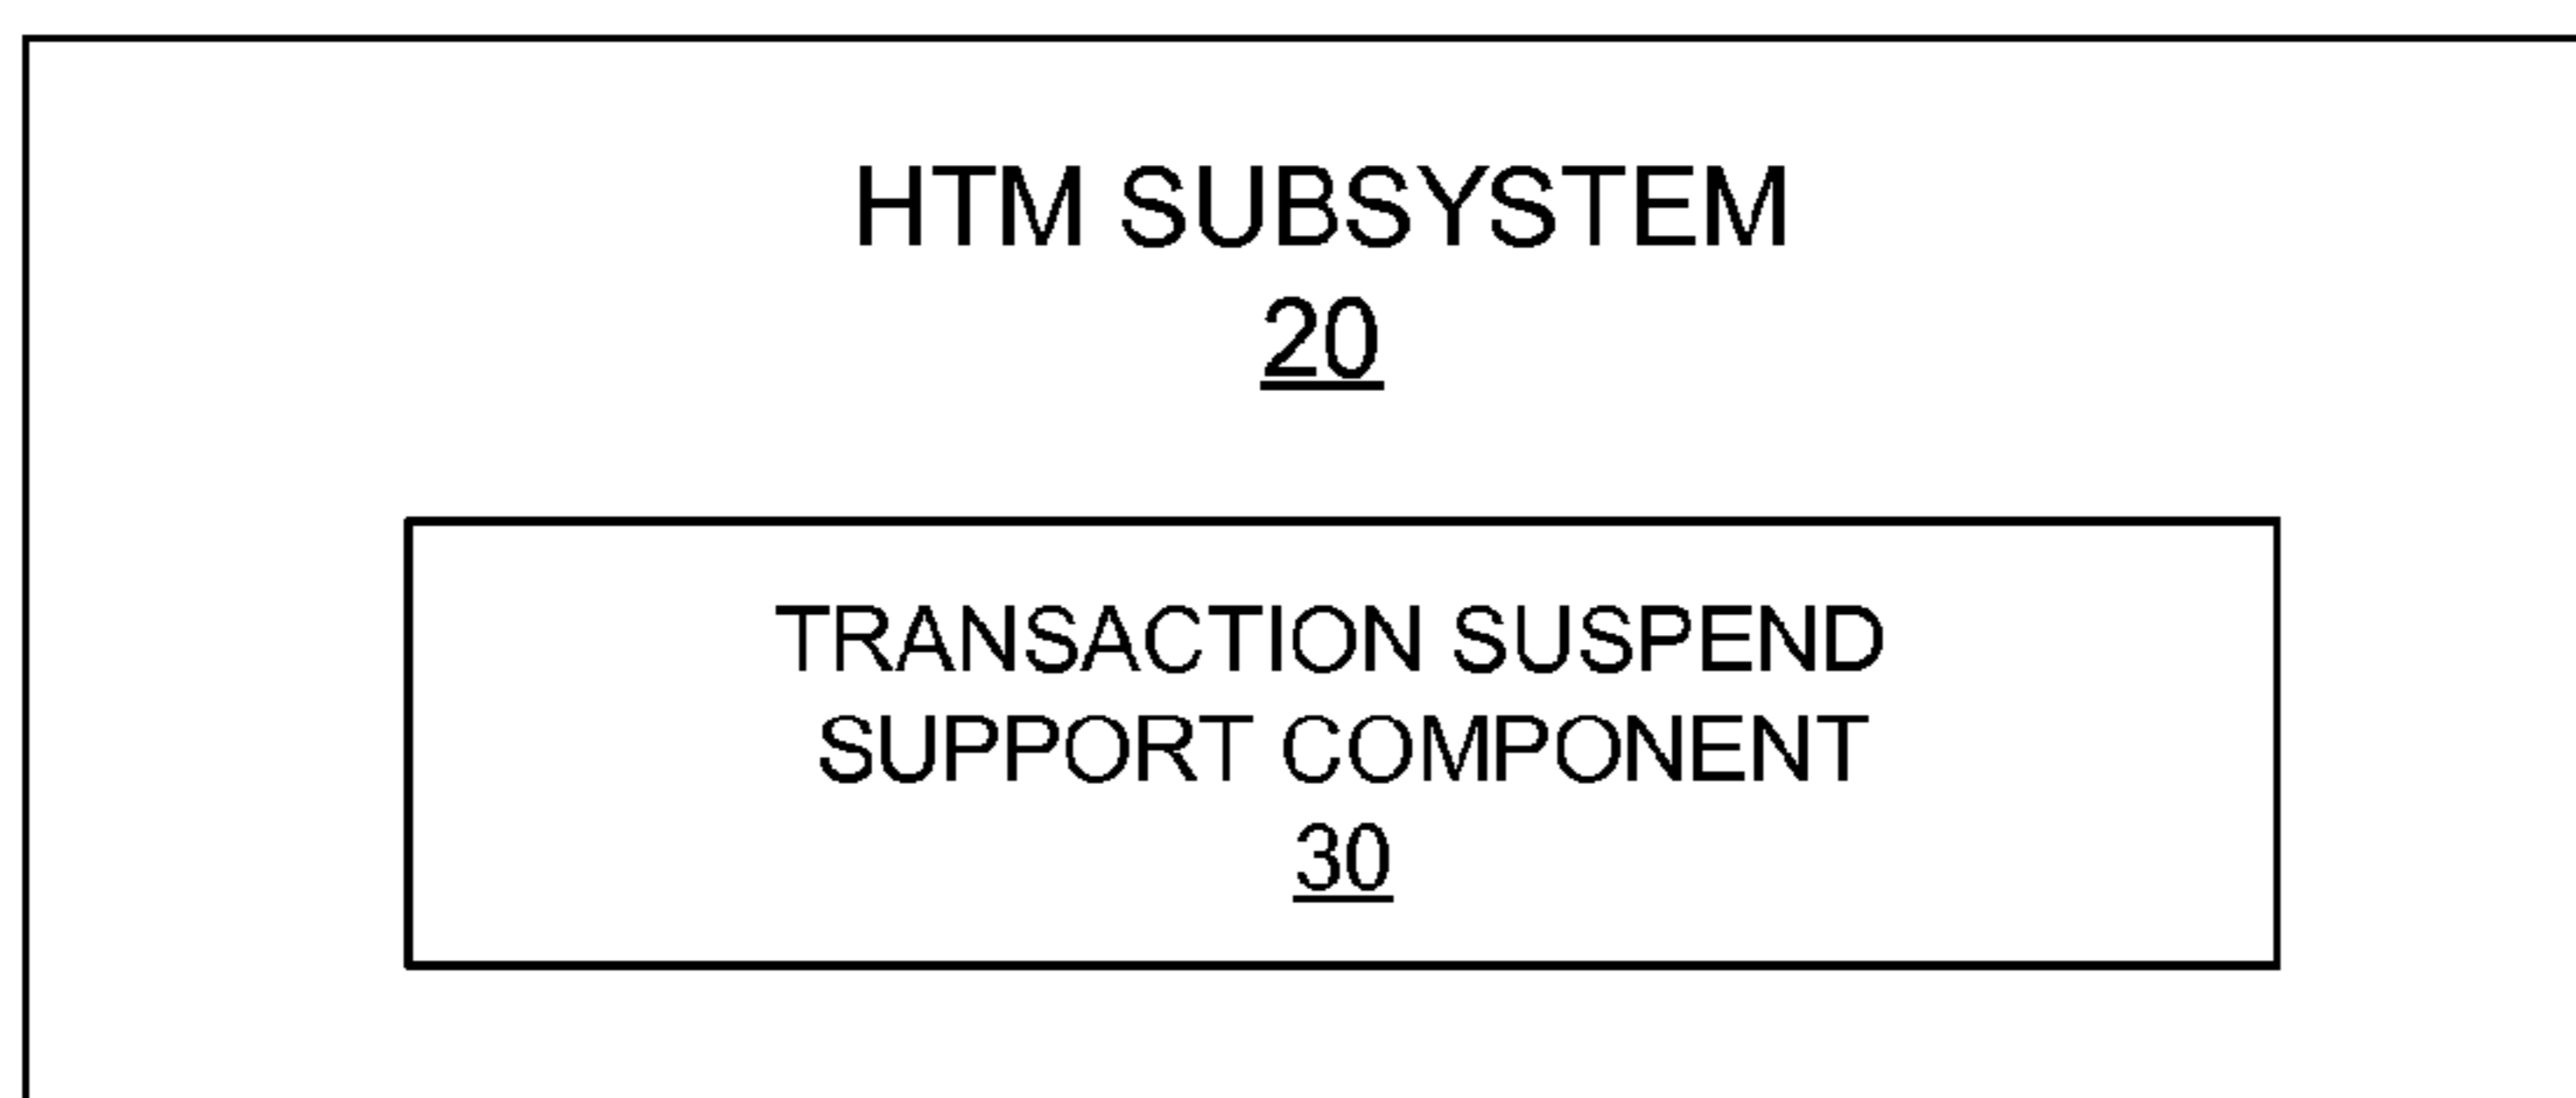 HTM SUBSYSTEM
20
TRANSACTION SUSPEND
SUPPORT COMPONENT
30